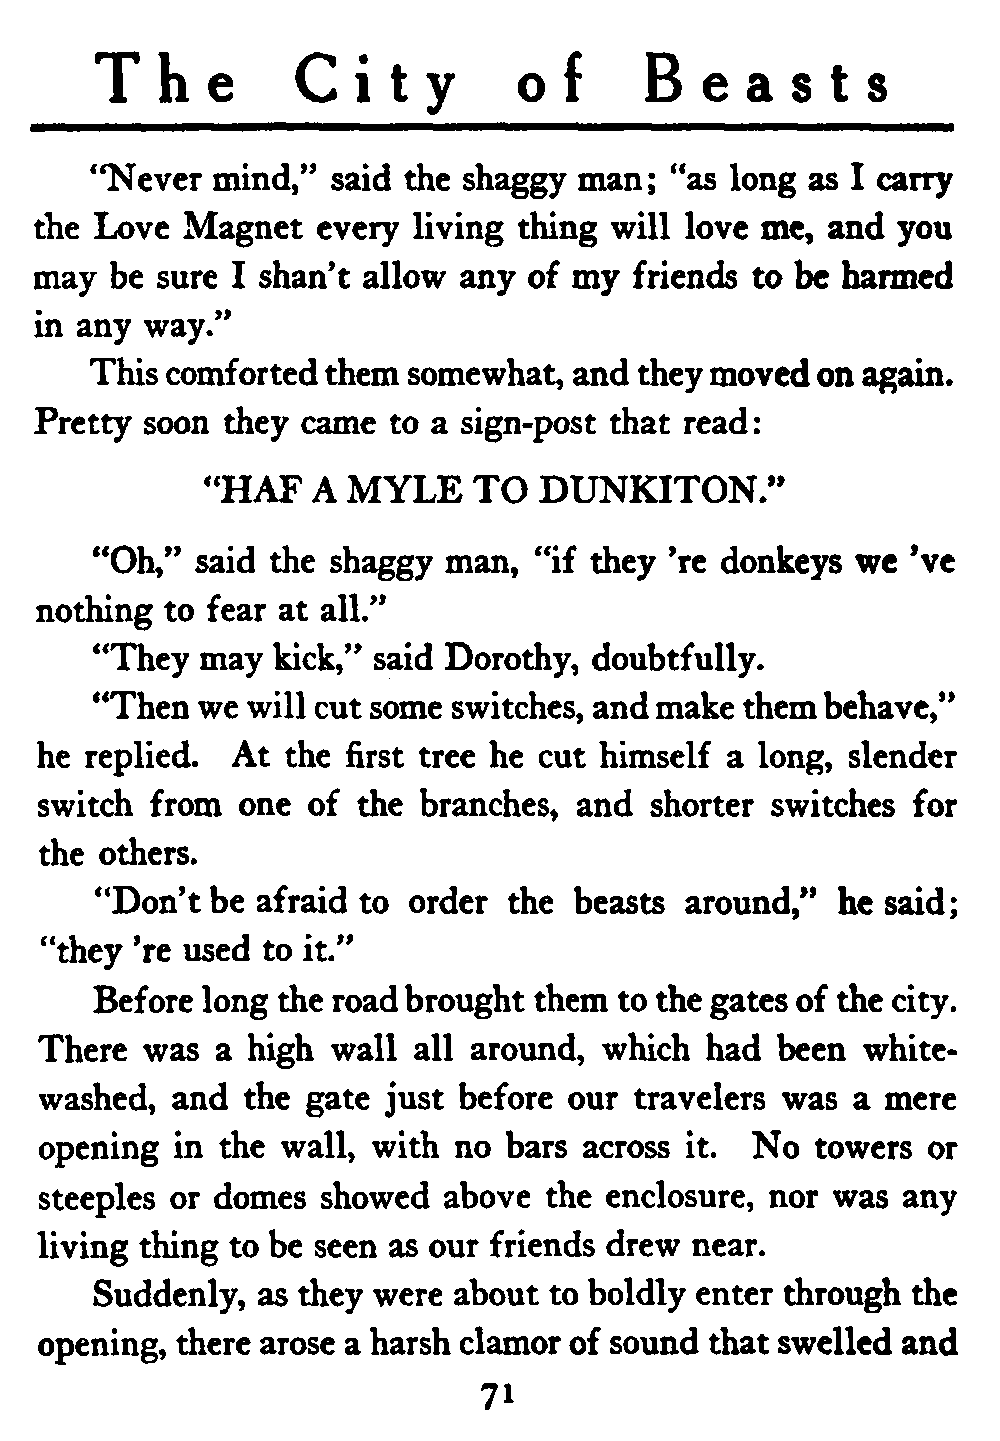 The City of Beasts
“Never mind,” said the shaggy man; “as long as I carry
the Love Magnet every living thing will love me, and you
may be sure I shan’t allow any of my friends to be harmed
in any way.”
This comforted them somewhat, and they moved on again.
Pretty soon they came to a sign-post that read:
“HAF A MYLE TO DUNKITON.”
“Oh,” said the shaggy man, “if they ’re donkeys we ’ve
nothing to fear at all.”
“They may kick,” said Dorothy, doubtfully.
“Then we will cut some switches, and make them behave,”
he replied. At the first tree he cut himself a long, slender
switch from one of the branches, and shorter switches for
the others.
“Don’t be afraid to order the beasts around,” he said;
“they ’re used to it.”
Before long the road brought them to the gates of the city.
There was a high wall all around, which had been white-
washed, and the gate just before our travelers was a mere
opening in the wall, with no bars across it. No towers or
steeples or domes showed above the enclosure, nor was any
living thing to be seen as our friends drew near.
Suddenly, as they were about to boldly enter through the
opening, there arose a harsh clamor of sound that swelled and
71